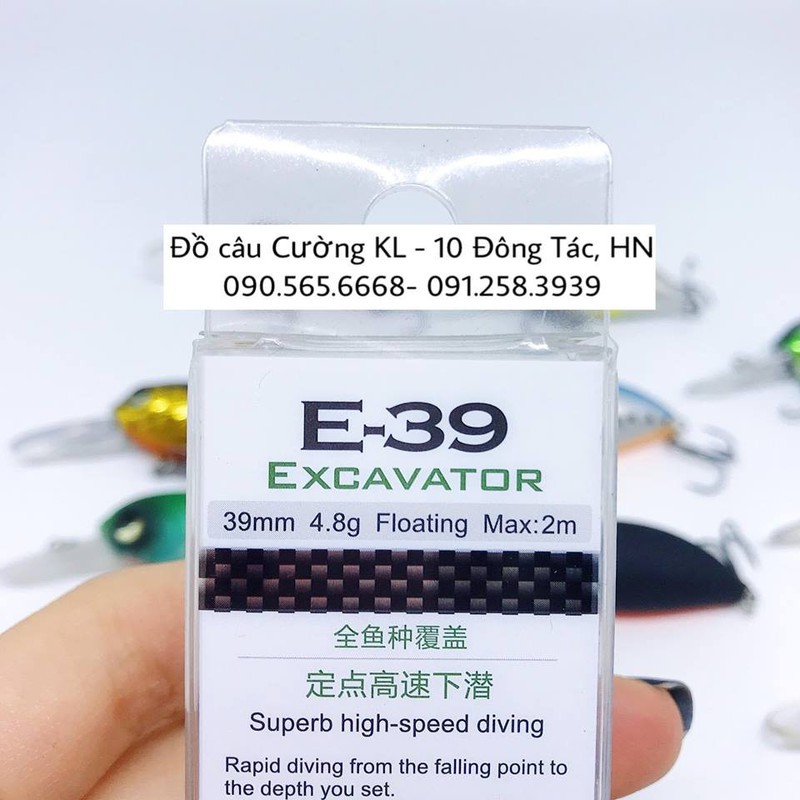 Đồ câu Cường KL - 10 Đông Tác, HN
090.565.6668- 091.258.3939
E-39
EXCAVATOR
39mm 4.8g Floating Max:2m
全鱼种覆盖
定点高速下潜
Superb high-speed diving
Rapid diving from the falling point to
the depth you set.